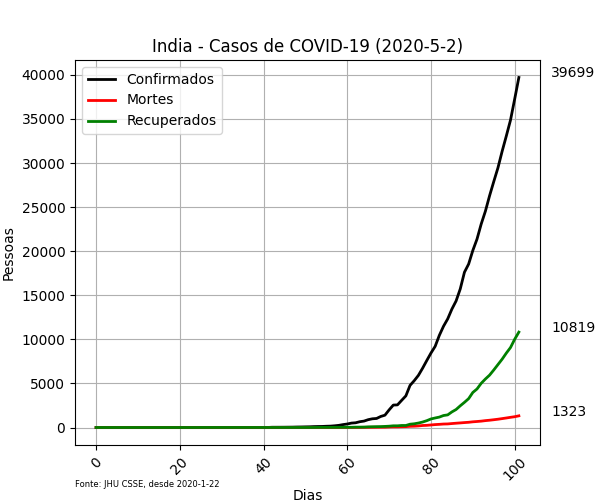 India - Casos de COVID-19 (2020-5-2)
Confirmados
Mortes
Recuperados
40000
35000
30000
25000
20000
15000
10000
5000
0
Pessoas
39699
10819
1323
0
20
40
60
80
100
Dias
Fonte: JHU CSSE, desde 2020-1-22